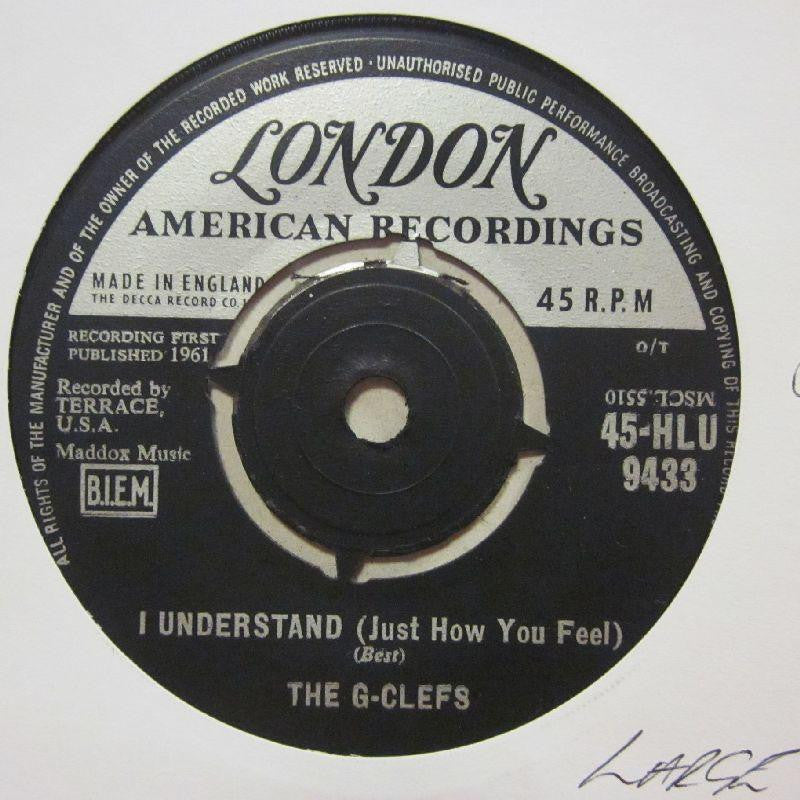 ALL RIGHTS OF THE MANUFACTURER AND OF THE OWNER OF THE RECORDED WORK RESERVED · UNAUTHORISED PUBLIC PERFORMANCE BROADCASTING AND COPYING OF THIS RECORD
LONDON
AMERICAN RECORDINGS
MADE IN ENGLAND
THE DECCA RECORD CO.
45 R.P.M
RECORDING FIRST
PUBLISHED 1961
O/T
Recorded by
TERRACE,
U.S.A.
MSCL.5510
45-HLU
9433
Maddox Music
B.I.E.M.
I UNDERSTAND (Just How You Feel)
(Best)
THE G-CLEFS
LARGE